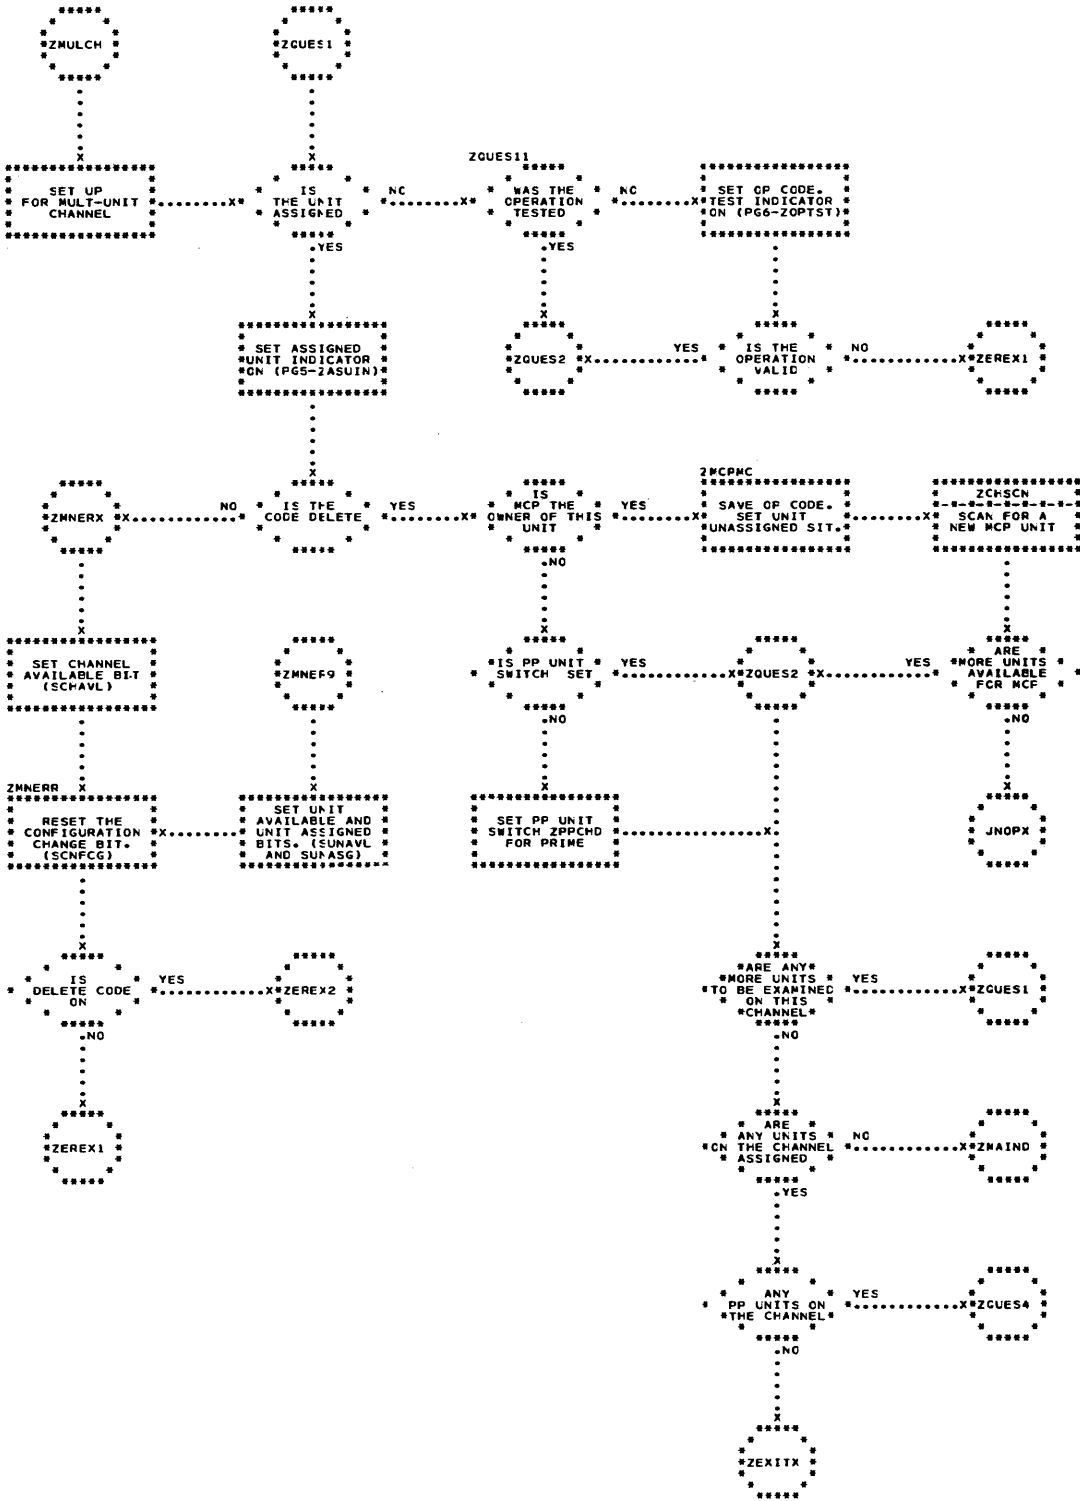 ZMULCH
ZQUES1
ZQUES11
SET UP
FOR MULT-UNIT
CHANNEL
IS
THE UNIT
ASSIGNED
NO
WAS THE
OPERATION
TESTED
NO
SET OP CODE.
TEST INDICATOR
ON (PG6-ZOPTST)
YES
YES
SET ASSIGNED
UNIT INDICATOR
ON (PG5-ZASUIN)
ZQUES2
YES
IS THE
OPERATION
VALID
NO
ZEREX1
ZMCPMC
ZMNERX
NO
IS THE
CODE DELETE
YES
IS
MCP THE
OWNER OF THIS
UNIT
YES
SAVE OP CODE.
SET UNIT
UNASSIGNED SIT.
ZCHSCN
SCAN FOR A
NEW MCP UNIT
NO
SET CHANNEL
AVAILABLE BIT
(SCHAVL)
ZMNEF9
IS PP UNIT
SWITCH SET
YES
ZQUES2
YES
ARE
MORE UNITS
AVAILABLE
FOR MCP
NO
NO
ZMNERR
RESET THE
CONFIGURATION
CHANGE BIT.
(SCNFCG)
SET UNIT
AVAILABLE AND
UNIT ASSIGNED
BITS. (SUNAVL
AND SUNASG)
SET PP UNIT
SWITCH ZPPCHD
FOR PRIME
JNOPX
IS
DELETE CODE
ON
YES
ZEREX2
ARE ANY
MORE UNITS
TO BE EXAMINED
ON THIS
CHANNEL
YES
ZQUES1
NO
NO
ZEREX1
ARE
ANY UNITS
ON THE CHANNEL
ASSIGNED
NO
ZMAIND
YES
ANY
PP UNITS ON
THE CHANNEL
YES
ZQUES4
NO
ZEXITX